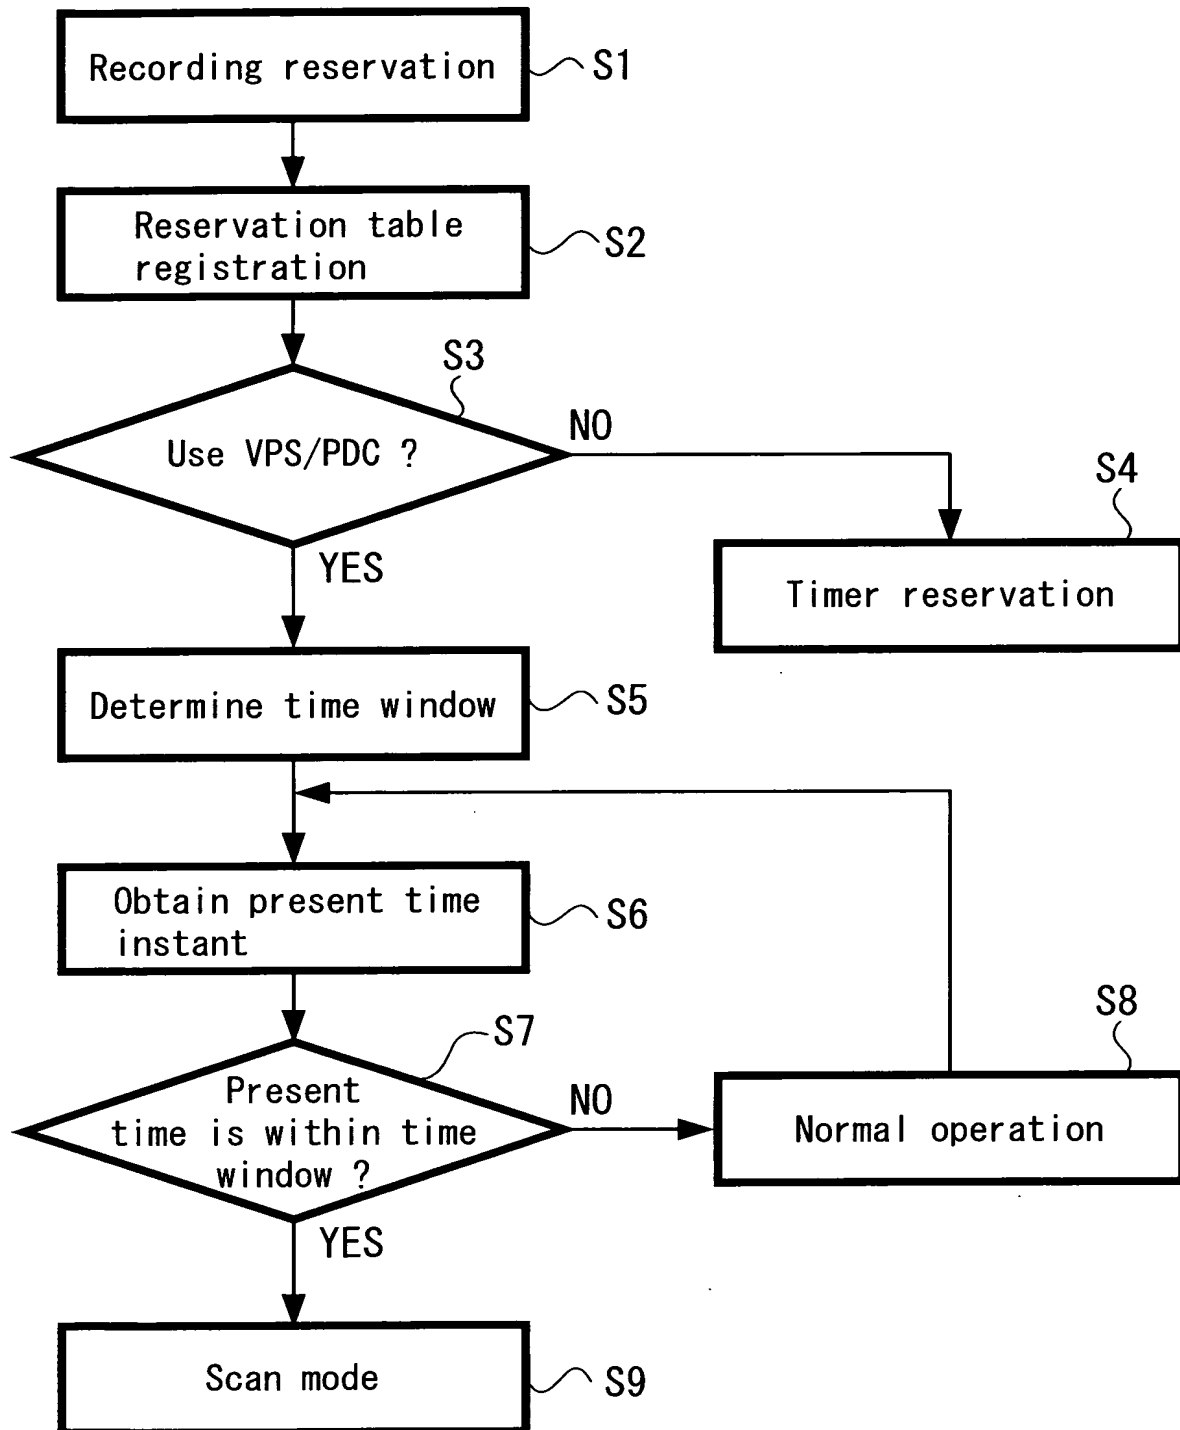 Recording reservation
S1
Reservation table
registration
S2
S3
Use VPS/PDC ?
NO
S4
YES
Timer reservation
Determine time window
S5
Obtain present time
instant
S6
S7
Present
time is within time
window ?
NO
S8
Normal operation
YES
Scan mode
S9